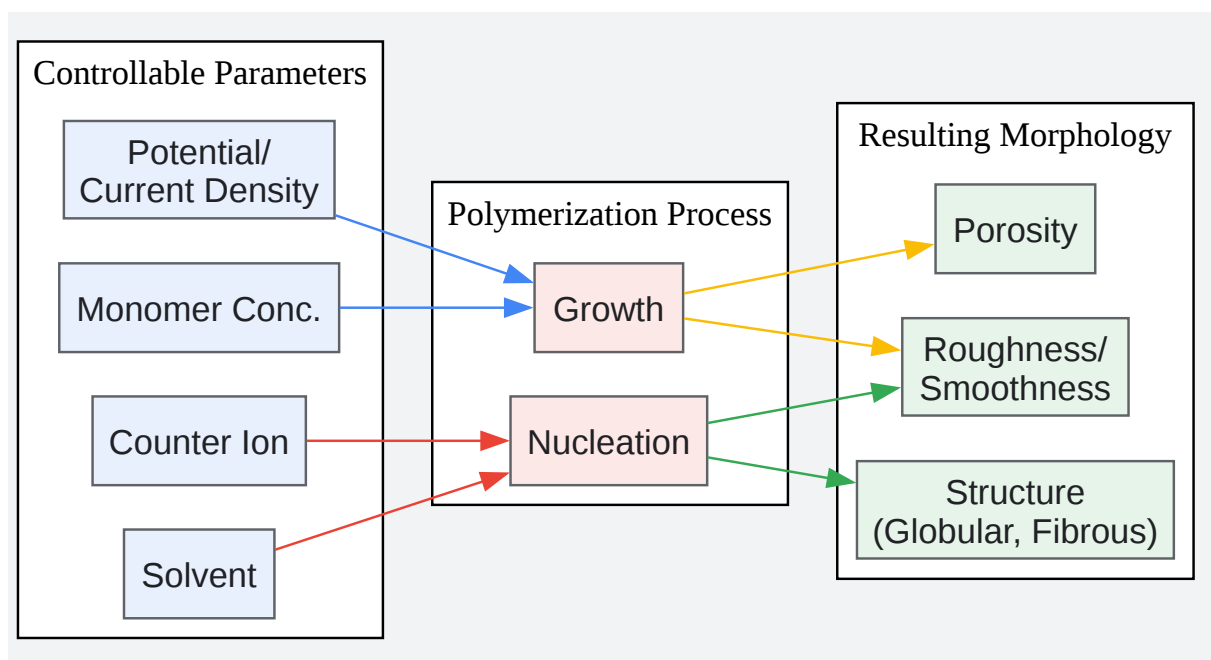 Controllable Parameters
Potential/
Current Density
Monomer Conc.
Counter Ion
Solvent
Polymerization Process
Growth
Nucleation
Resulting Morphology
Porosity
Roughness/
Smoothness
Structure
(Globular, Fibrous)